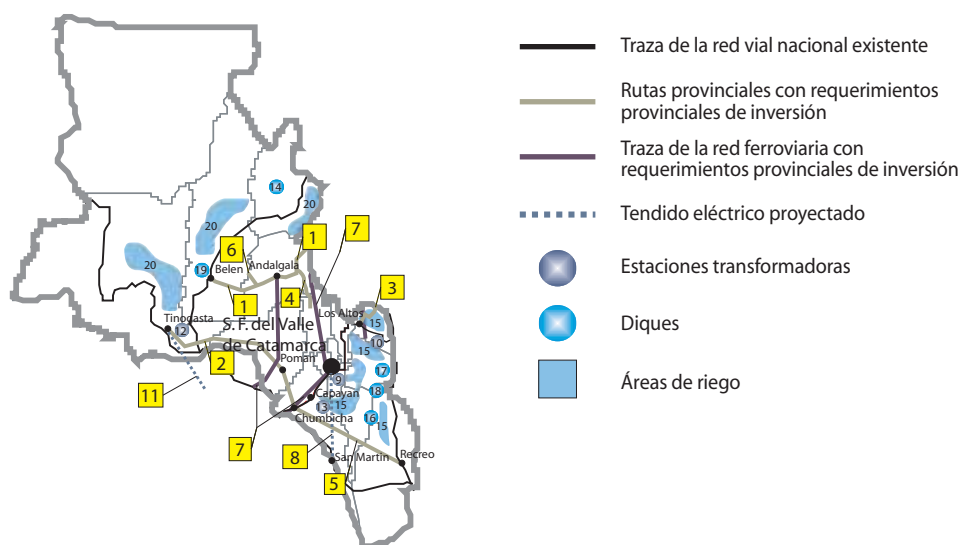 14
20
20
7
1
6
20
19
Belen
Andalgala
1
4
3
Los Altos
15
Tinogasta
12
S. F. del Valle
de Catamarca
10
15
2
Poman
17
9
11
Capayan
18
13
15
Chumbicha
16
15
7
8
San Martin
Recreo
5
Traza de la red vial nacional existente
Rutas provinciales con requerimientos
provinciales de inversión
Traza de la red ferroviaria con
requerimientos provinciales de inversión
Tendido eléctrico proyectado
Estaciones transformadoras
Diques
Áreas de riego